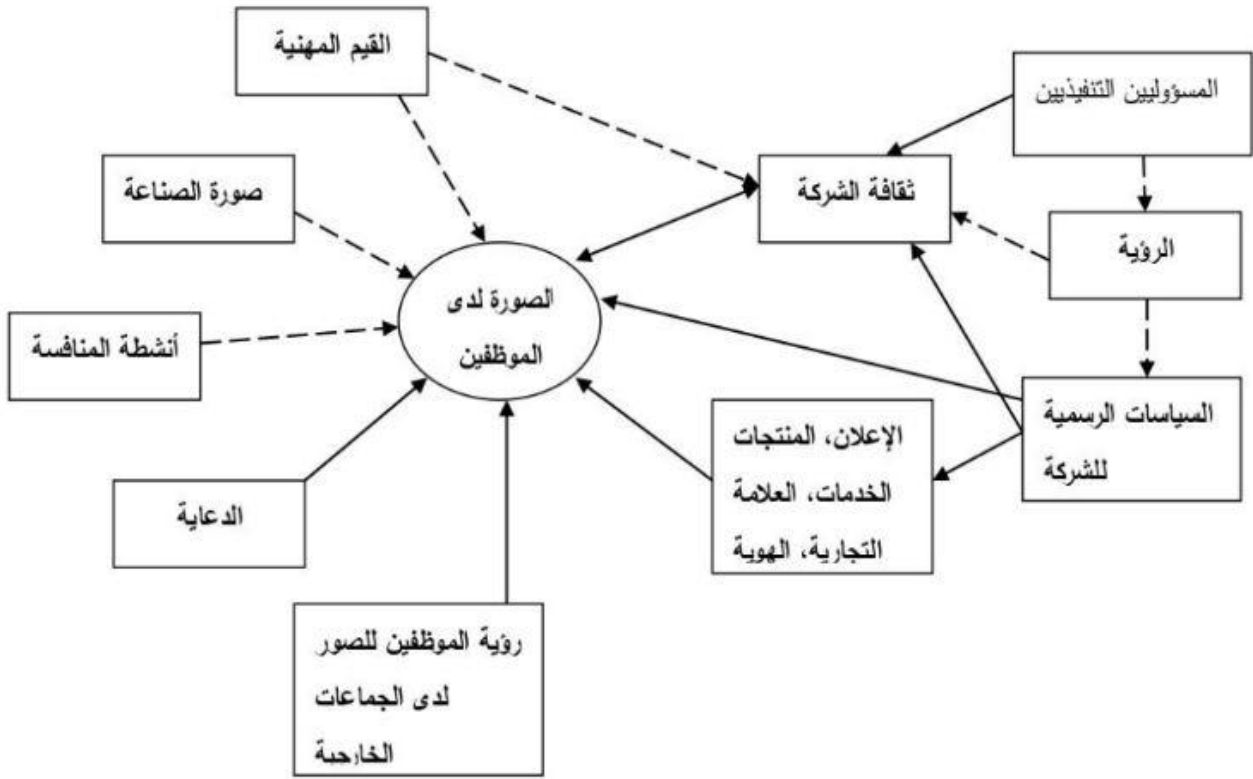 القيم المهنية
المسؤوليين التنفيذيين
صورة الصناعة
ثقافة الشركة
الرؤية
الصورة لدى
الموظفين
أنشطة المنافسة
السياسات الرسمية
للشركة
الإعلان، المنتجات
الخدمات، العلامة
التجارية، الهوية
الدعاية
رؤية الموظفين للصور
لدى الجماعات
الخارجية